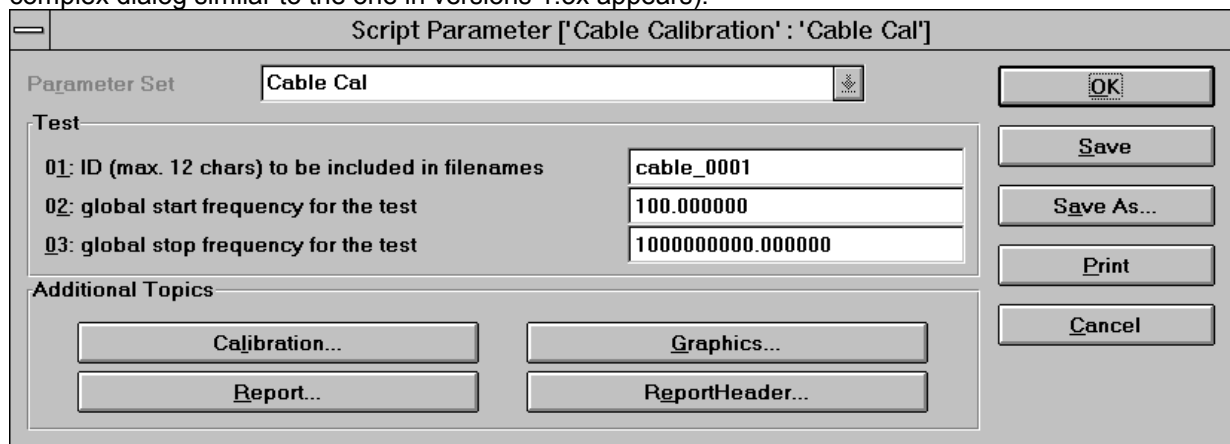 complex dialog similar to the one in versions 1.3x appears).
Script Parameter ['Cable Calibration' : 'Cable Cal']
Parameter Set Cable Cal OK
Test
Save
01: ID (max. 12 chars) to be included in filenames cable_0001
02: global start frequency for the test 100.000000 Save As...
03: global stop frequency for the test 1000000000.000000
Print
Additional Topics
Calibration... Graphics... Cancel
Report... ReportHeader...